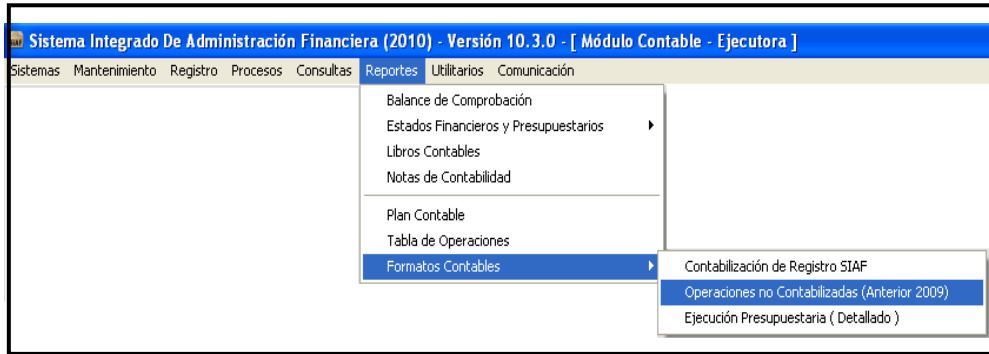 Sistema Integrado De Administración Financiera (2010) - Versión 10.3.0 - [ Módulo Contable - Ejecutora ]
Sistemas Mantenimiento Registro Procesos Consultas Reportes Utilitarios Comunicación
Balance de Comprobación
Estados Financieros y Presupuestarios
Libros Contables
Notas de Contabilidad
Plan Contable
Tabla de Operaciones
Formatos Contables
Contabilización de Registro SIAF
Operaciones no Contabilizadas (Anterior 2009)
Ejecución Presupuestaria ( Detallado )